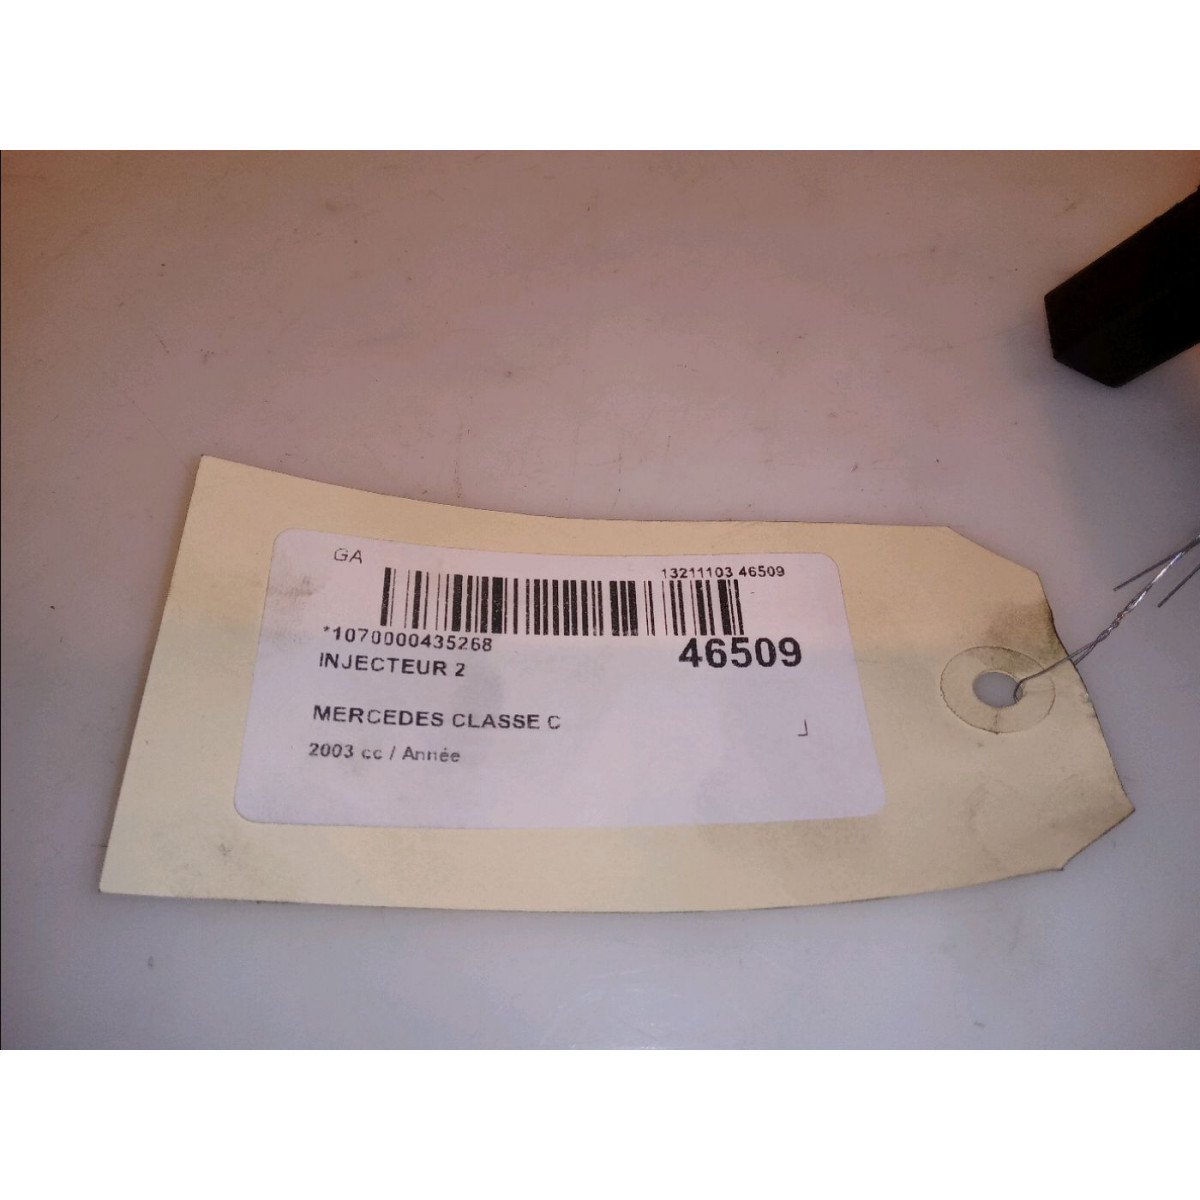 GA
13211103 46509
*1070000435268
46509
INJECTEUR 2
MERCEDES CLASSE C
2003 cc / Année